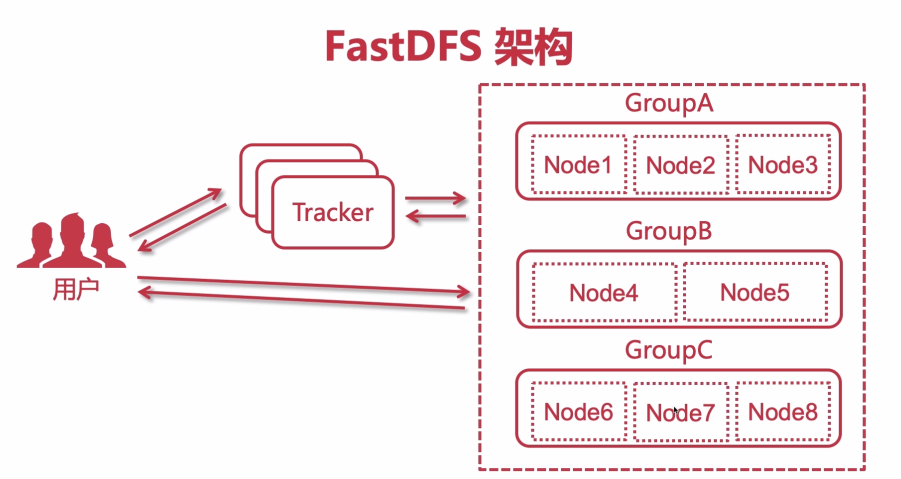 FastDFS 架构
GroupA
Node1 Node2 Node3
Tracker
GroupB
用户
Node4 Node5
GroupC
Node6 Node7 Node8